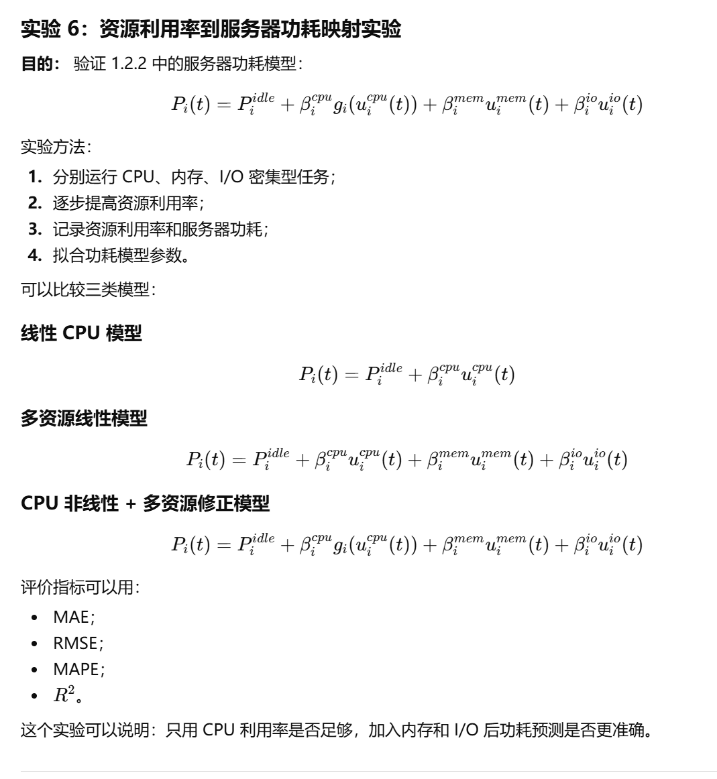 实验 6：资源利用率到服务器功耗映射实验
目的： 验证 1.2.2 中的服务器功耗模型：
$P_i(t) = P_i^{idle} + \beta_i^{cpu} g_i(u_i^{cpu}(t)) + \beta_i^{mem} u_i^{mem}(t) + \beta_i^{io} u_i^{io}(t)$
实验方法：
1. 分别运行 CPU、内存、I/O 密集型任务；
2. 逐步提高资源利用率；
3. 记录资源利用率和服务器功耗；
4. 拟合功耗模型参数。
可以比较三类模型：
线性 CPU 模型
$P_i(t) = P_i^{idle} + \beta_i^{cpu} u_i^{cpu}(t)$
多资源线性模型
$P_i(t) = P_i^{idle} + \beta_i^{cpu} u_i^{cpu}(t) + \beta_i^{mem} u_i^{mem}(t) + \beta_i^{io} u_i^{io}(t)$
CPU 非线性 + 多资源修正模型
$P_i(t) = P_i^{idle} + \beta_i^{cpu} g_i(u_i^{cpu}(t)) + \beta_i^{mem} u_i^{mem}(t) + \beta_i^{io} u_i^{io}(t)$
评价指标可以用：
• MAE；
• RMSE；
• MAPE；
• $R^2$。
这个实验可以说明：只用 CPU 利用率是否足够，加入内存和 I/O 后功耗预测是否更准确。